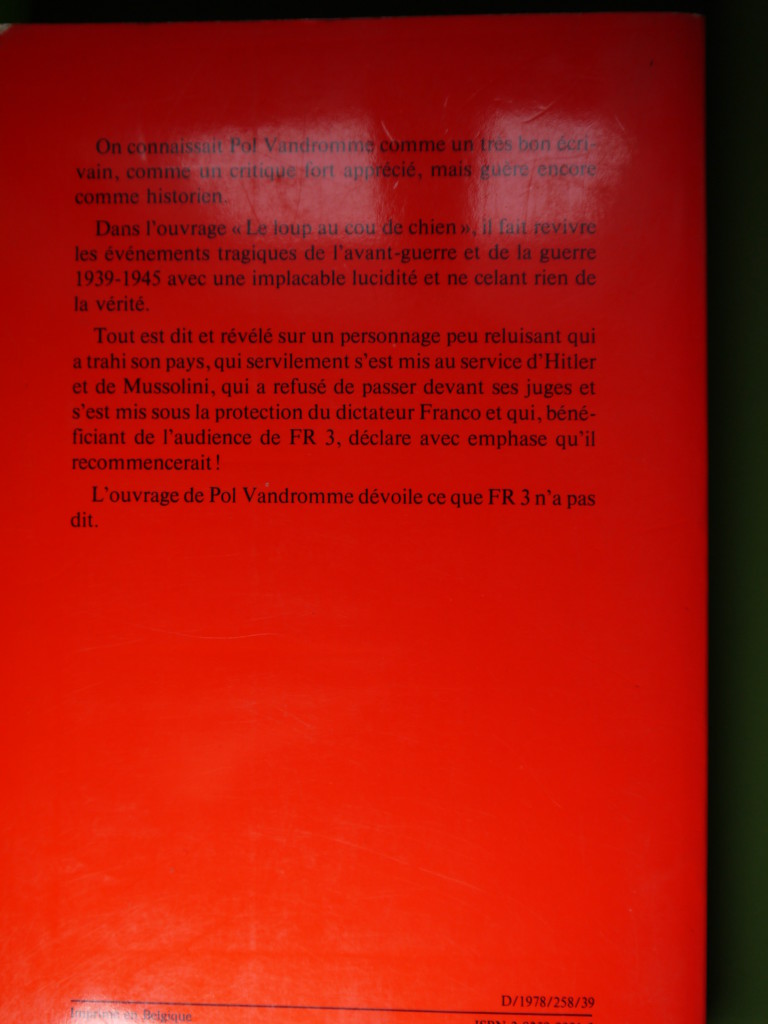 On connaissait Pol Vandromme comme un très bon écri-
vain, comme un critique fort apprécié, mais guère encore
comme historien.
Dans l'ouvrage « Le loup au cou de chien », il fait revivre
les événements tragiques de l'avant-guerre et de la guerre
1939-1945 avec une implacable lucidité et ne celant rien de
la vérité.
Tout est dit et révélé sur un personnage peu reluisant qui
a trahi son pays, qui servilement s'est mis au service d'Hitler
et de Mussolini, qui a refusé de passer devant ses juges et
s'est mis sous la protection du dictateur Franco et qui, béné-
ficiant de l'audience de FR 3, déclare avec emphase qu'il
recommencerait !
L'ouvrage de Pol Vandromme dévoile ce que FR 3 n'a pas
dit.
D/1978/258/39
Imprimé en Belgique
ISBN